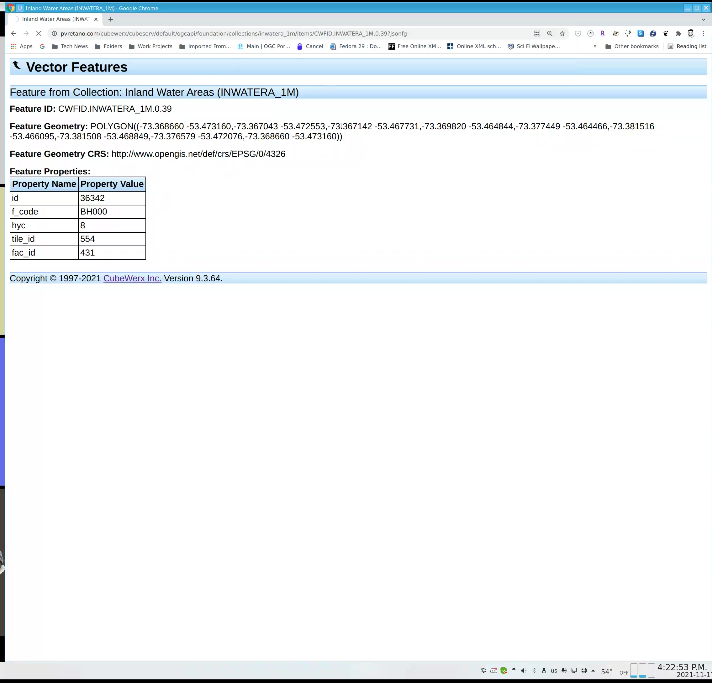 Inland Water Areas (INWATERA_1M) - Google Chrome
Inland Water Areas (INWAT
pvretano.com/cubewerx/cubeserv/default/ogcapi/foundation/collections/inwatera_1m/items/CWFID.INWATERA_1M.0.39?jsonfg
Apps Tech News Folders Work Projects Imported From... Main | OGC Por... Cancel Fedora 29 : Do... Free Online XM... Online XML sch... Sci Fi Wallpape... » Other bookmarks Reading list
Vector Features
Feature from Collection: Inland Water Areas (INWATERA_1M)
Feature ID: CWFID.INWATERA_1M.0.39
Feature Geometry: POLYGON((-73.368660 -53.473160,-73.367043 -53.472553,-73.367142 -53.467731,-73.369820 -53.464844,-73.377449 -53.464466,-73.381516
-53.466095,-73.381508 -53.468849,-73.376579 -53.472076,-73.368660 -53.473160))
Feature Geometry CRS: http://www.opengis.net/def/crs/EPSG/0/4326
Feature Properties:
Property Name Property Value
id 36342
f_code BH000
hyc 8
tile_id 554
fac_id 431
Copyright © 1997-2021 CubeWerx Inc. Version 9.3.64.
us 54° 4:22:53 P.M.
2021-11-1